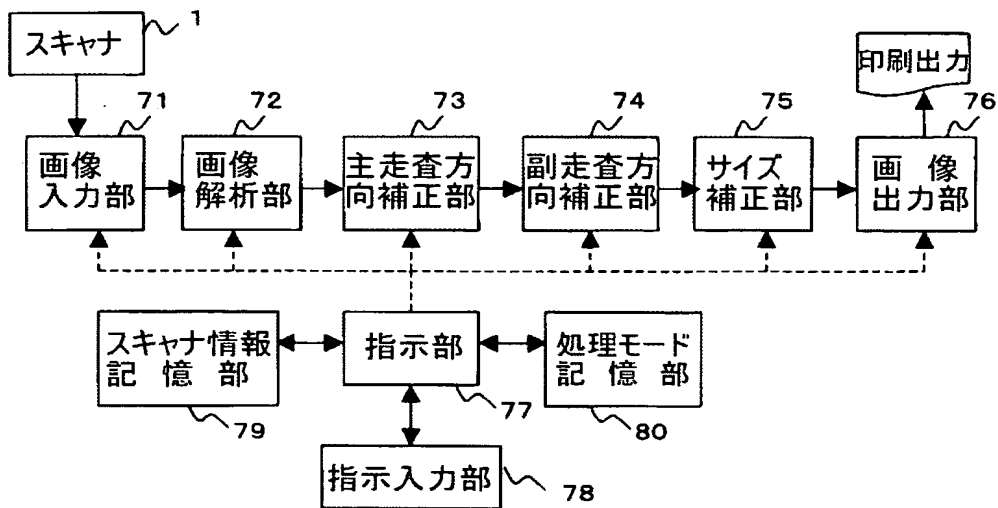 スキャナ
1
印刷出力
71
72
73
74
75
76
画像
入力部
画像
解析部
主走査方
向補正部
副走査方
向補正部
サイズ
補正部
画像
出力部
スキャナ情報
記憶部
指示部
処理モード
記憶部
79
77
80
指示入力部
78